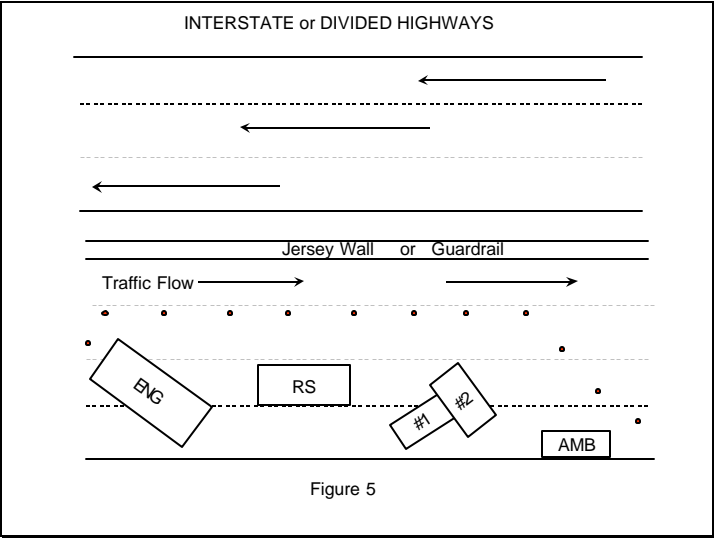 INTERSTATE or DIVIDED HIGHWAYS
Jersey Wall or Guardrail
Traffic Flow
ENG
RS
#1
#2
AMB
Figure 5